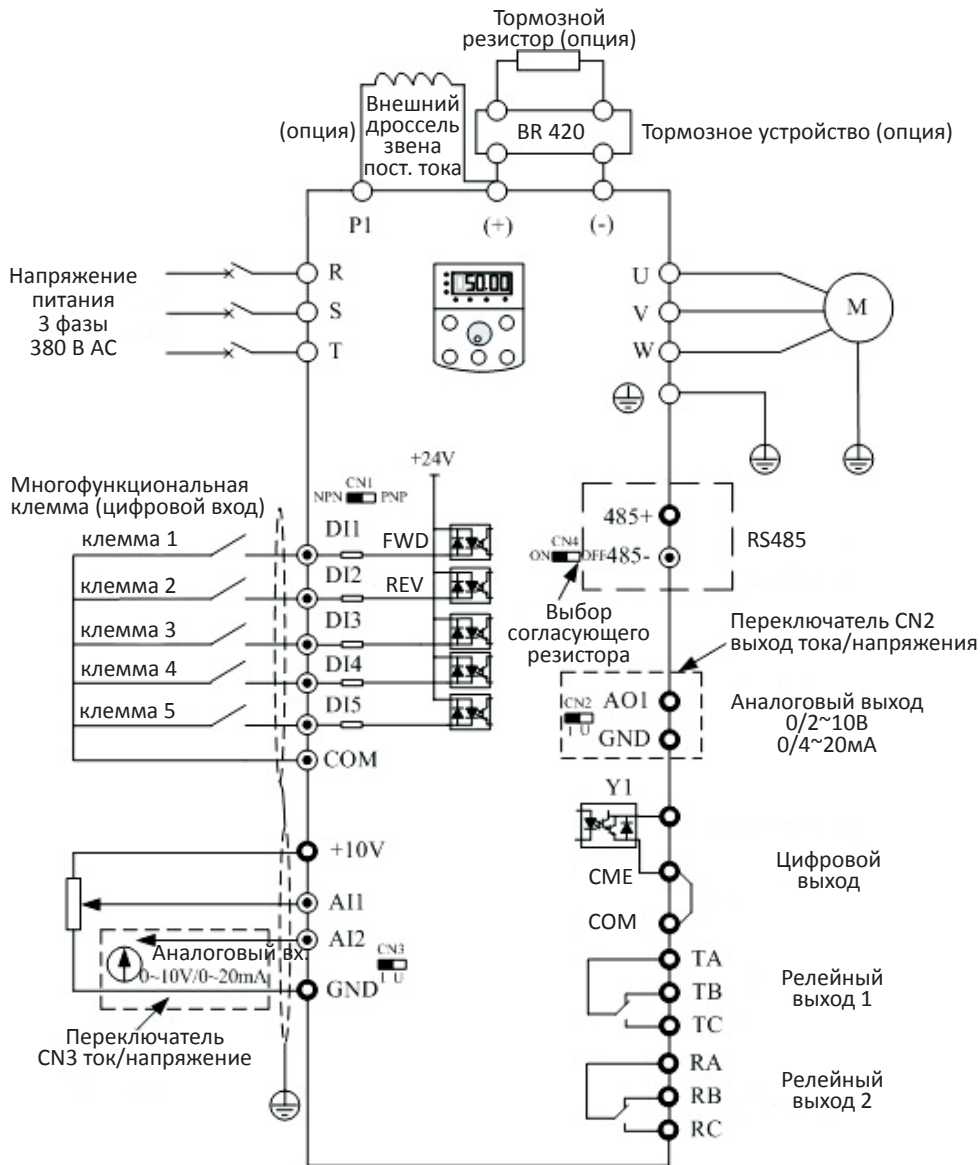 Тормозной
резистор (опция)
Внешний
дроссель
звена
пост. тока
(опция)
BR 420
Тормозное устройство (опция)
P1
(+)
(-)
Напряжение
питания
3 фазы
380 В AC
R
S
T
50.00
U
V
W
M
+24V
Многофункциональная
клемма (цифровой вход)
CN1
NPN PNP
клемма 1
DI1
FWD
клемма 2
DI2
REV
клемма 3
DI3
клемма 4
DI4
клемма 5
DI5
COM
485+
CN4
ON OFF
485-
RS485
Выбор
согласующего
резистора
Переключатель CN2
выход тока/напряжения
CN2
I U
AO1
GND
Аналоговый выход
0/2~10В
0/4~20мА
Y1
CME
COM
Цифровой
выход
+10V
AI1
AI2
Аналоговый вх.
0~10V/0~20mA
CN3
I U
GND
Переключатель
CN3 ток/напряжение
TA
TB
TC
Релейный
выход 1
RA
RB
RC
Релейный
выход 2